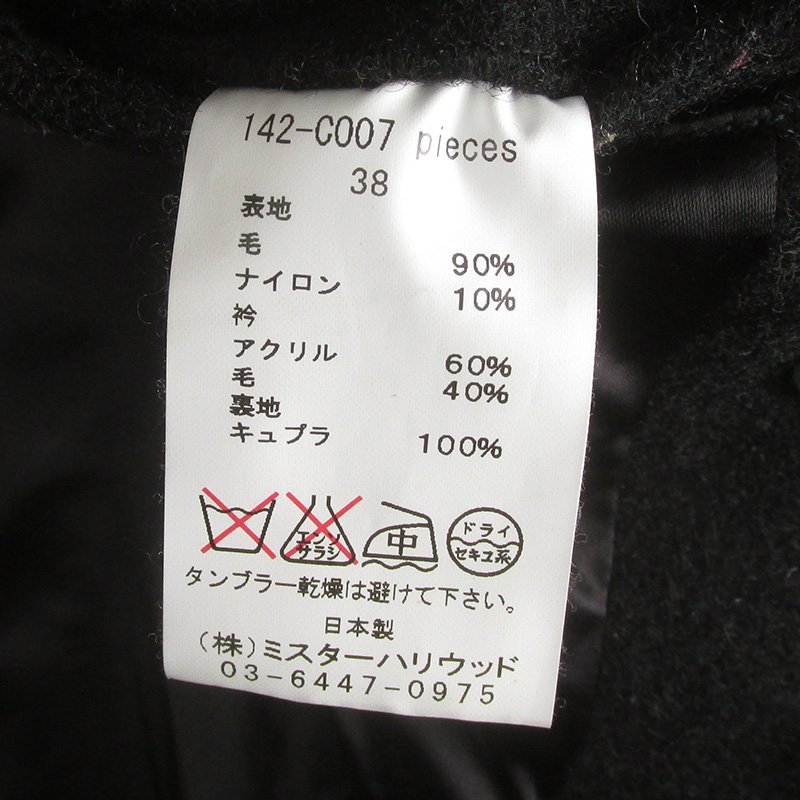 142-C007 pieces
38
表地
毛 90%
ナイロン 10%
衿
アクリル 60%
毛 40%
裏地
キュプラ 100%
エンソ
サラシ
中
ドライ
セキユ系
タンブラー乾燥は避けて下さい。
日本製
(株)ミスターハリウッド
03-6447-0975